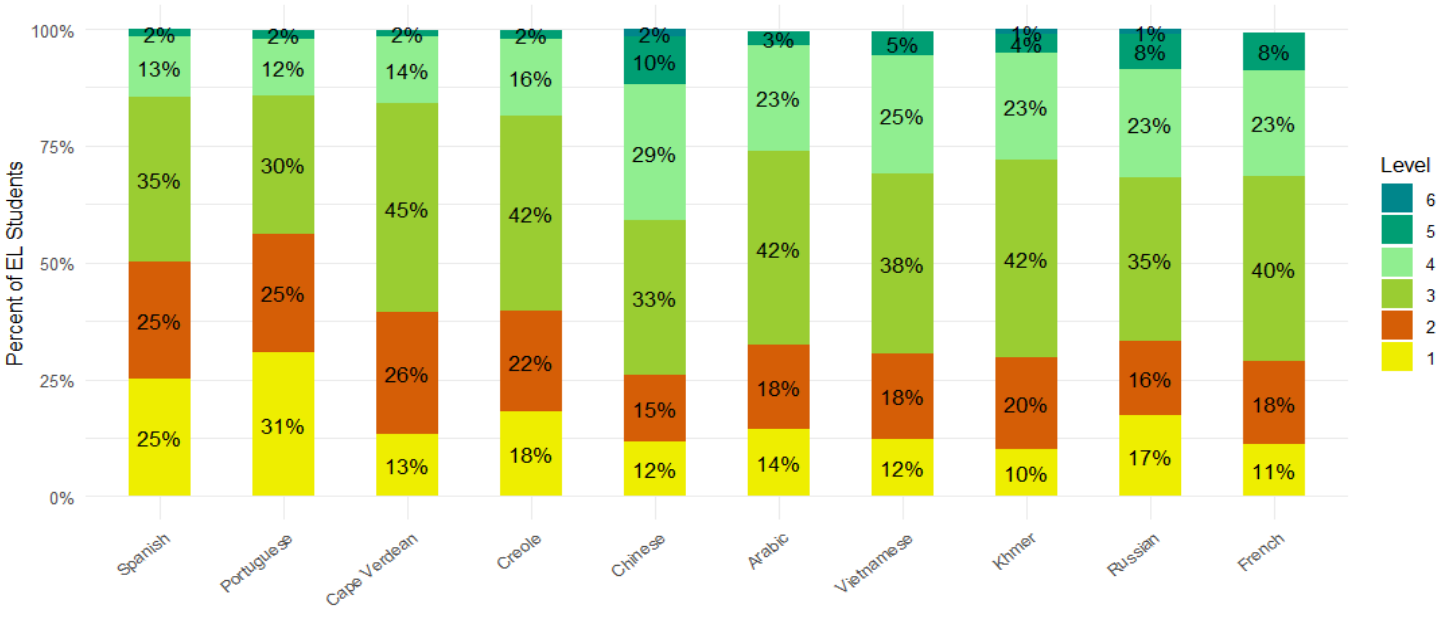 100%
75%
50%
25%
0%
Percent of EL Students
2% 2% 2% 2% 2% 3% 5% 1% 1% 8%
13% 12% 14% 16% 10% 23% 25% 4% 8% 23%
35% 30% 45% 42% 29% 42% 38% 23% 23% 40%
25% 25% 26% 22% 33% 18% 18% 42% 35% 18%
25% 31% 13% 18% 15% 14% 12% 20% 16% 11%
12% 10% 17%
Spanish Portuguese Cape Verdean Creole Chinese Arabic Vietnamese Khmer Russian French
Level
6
5
4
3
2
1